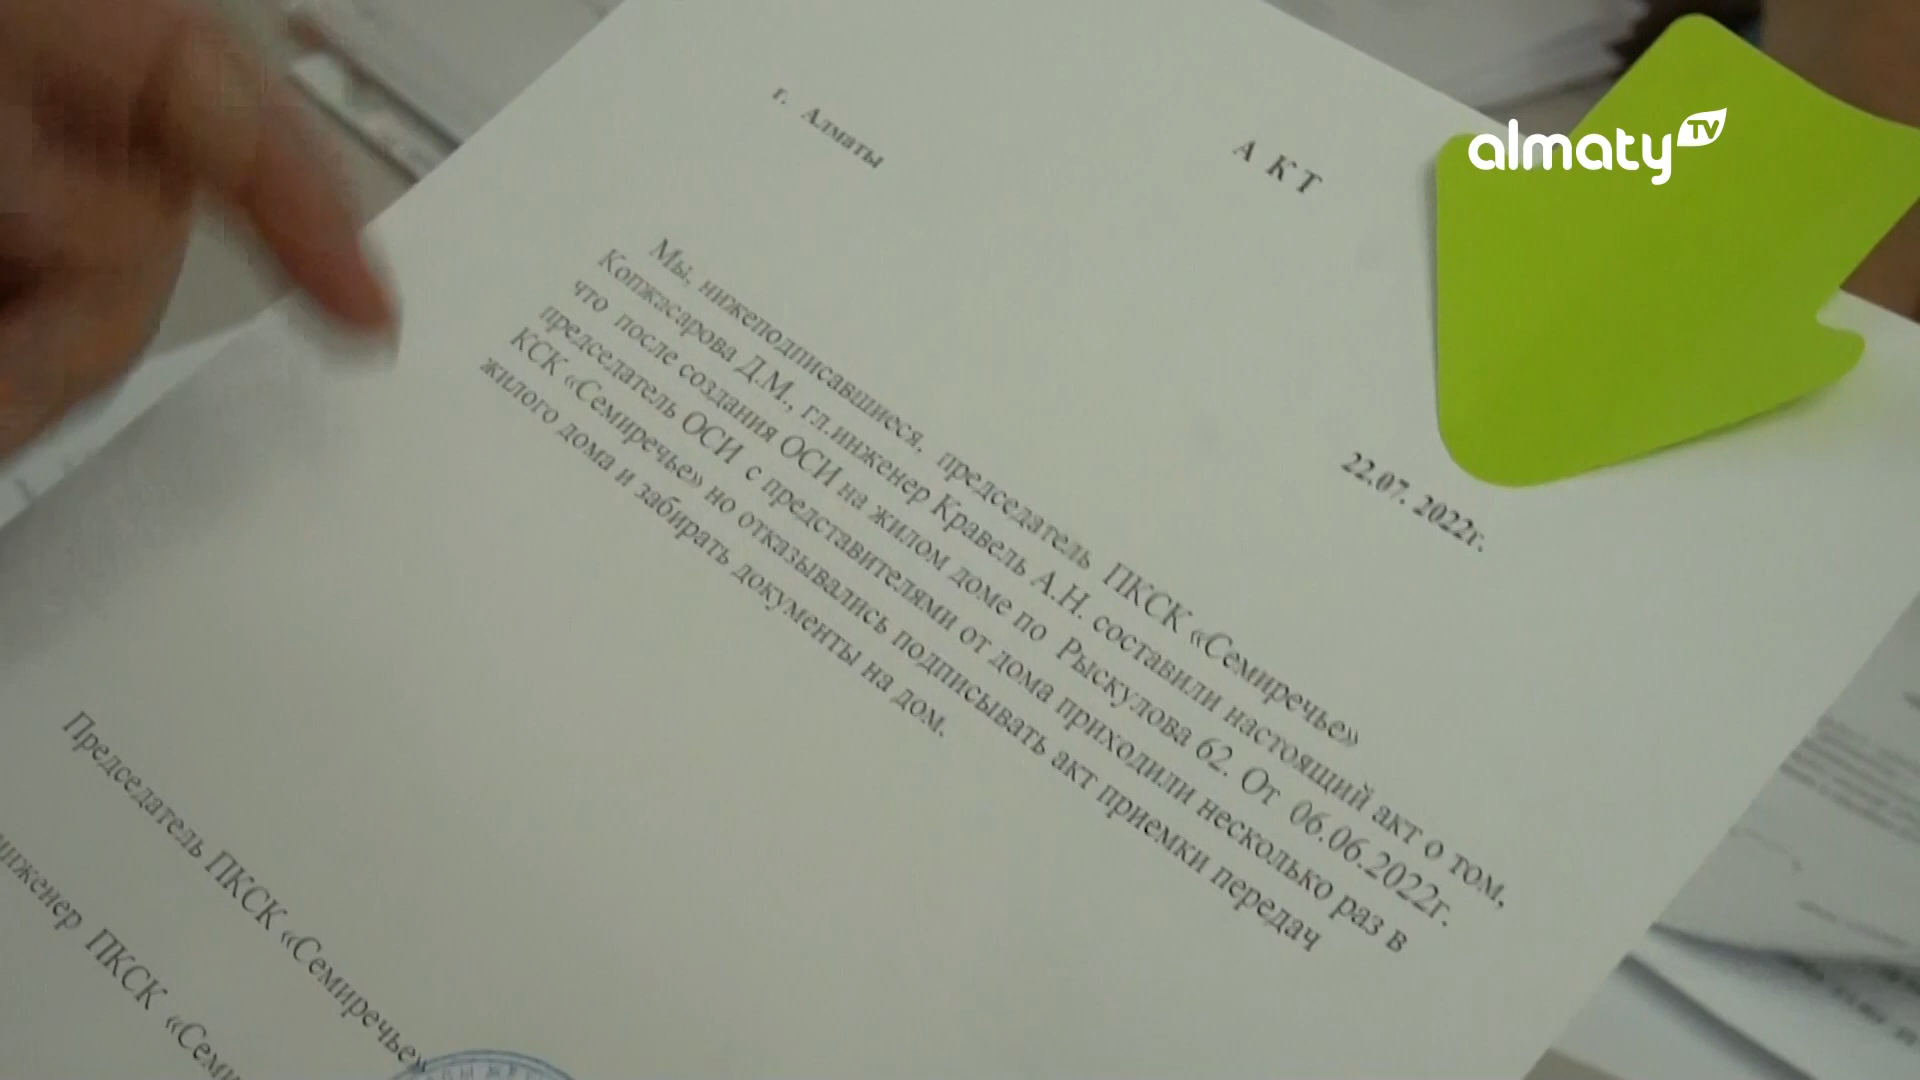 almaty TV
А К Т
г. Алматы
22.07. 2022г.
Мы, нижеподписавшиеся, председатель ПКСК «Семиречье»
Копжасарова Д.М., гл.инженер Кравель А.Н. составили настоящий акт о том,
что после создания ОСИ на жилом доме по Рыскулова 62. От 06.06.2022г.
председатель ОСИ с представителями от дома приходили несколько раз в
КСК «Семиречье» но отказывались подписывать акт приемки передач
жилого дома и забирать документы на дом.
Председатель ПКСК «Семиречье»
инженер ПКСК «Семи